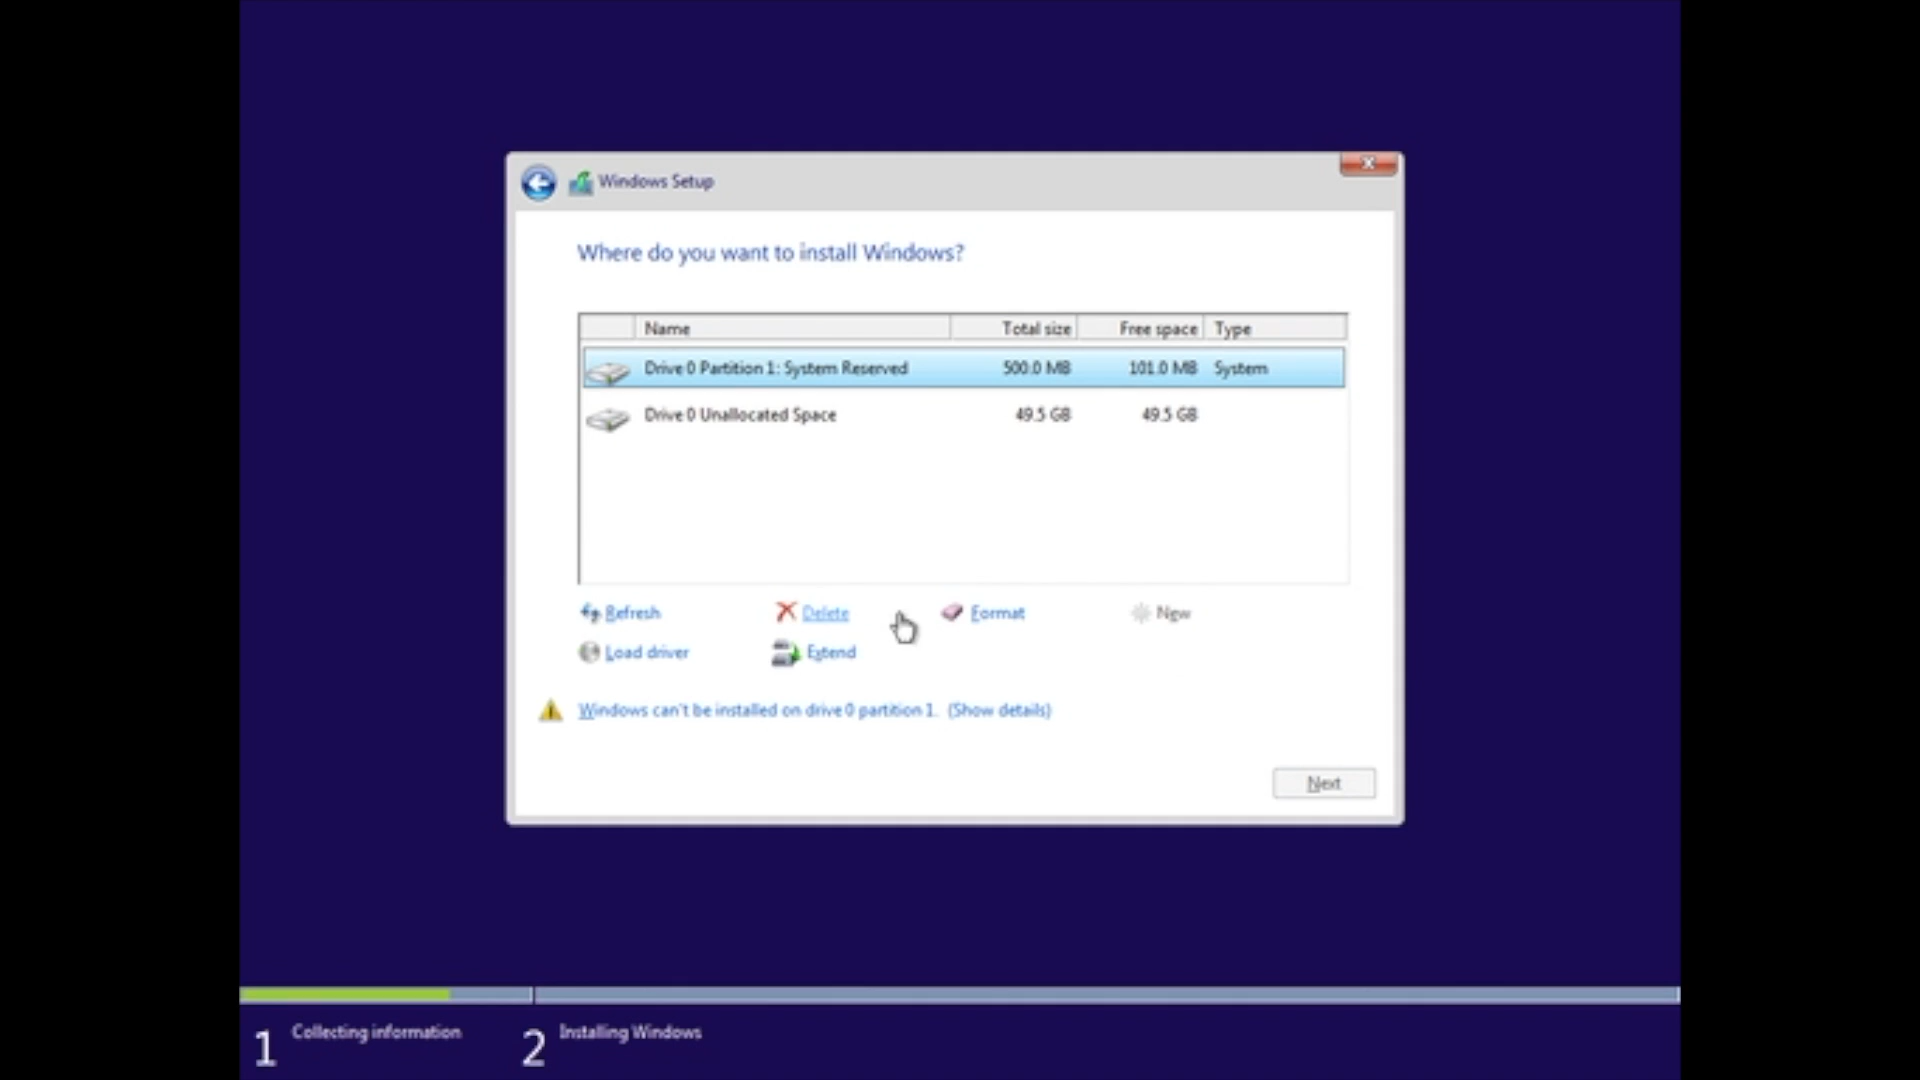 Windows Setup
Where do you want to install Windows?
Name Total size Free space Type
Drive 0 Partition 1: System Reserved 500.0 MB 101.0 MB System
Drive 0 Unallocated Space 49.5 GB 49.5 GB
Refresh Delete Format New
Load driver Extend
Windows can't be installed on drive 0 partition 1. (Show details)
Next
1 Collecting information 2 Installing Windows